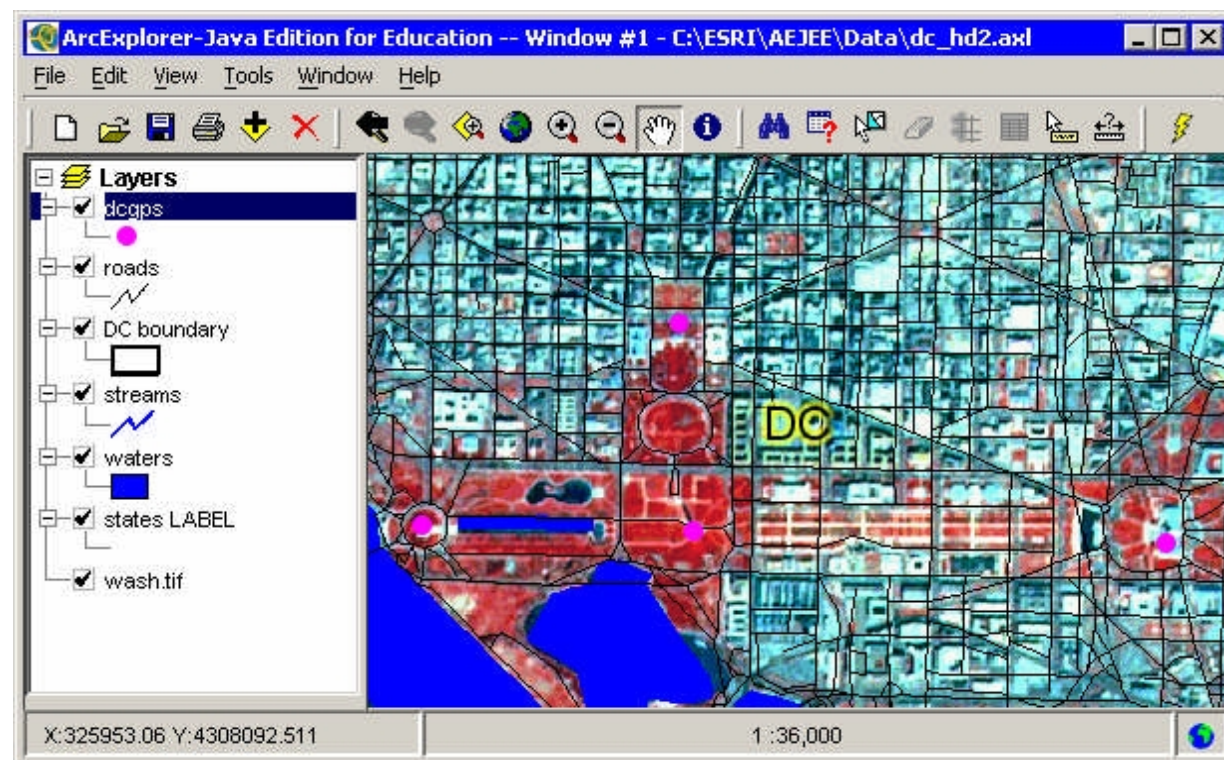 ArcExplorer-Java Edition for Education -- Window #1 - C:\ESRI\AEJEE\Data\dc_hd2.axl
File Edit View Tools Window Help
Layers
dcgps
roads
DC boundary
streams
waters
states LABEL
wash.tif
DC
X:325953.06 Y:4308092.511
1 :36,000